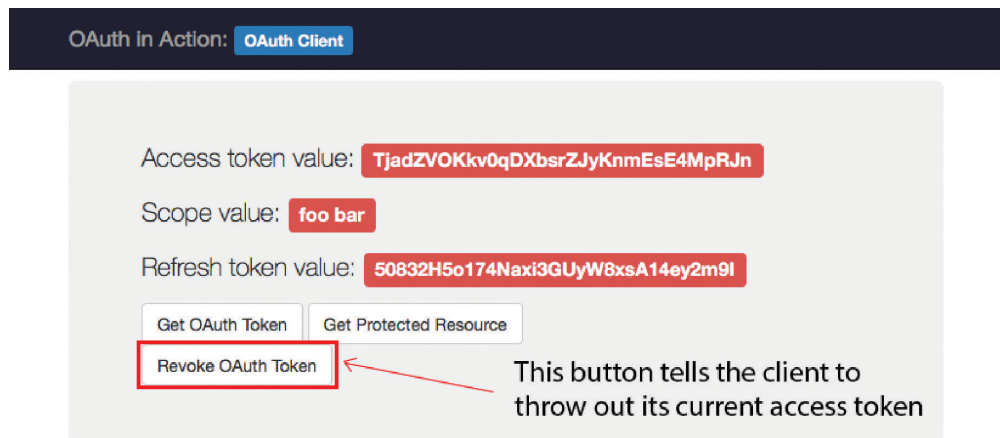 OAuth in Action: OAuth Client
Access token value: TjadZVOKkv0qDXbsrZJyKnmEsE4MpRJn
Scope value: foo bar
Refresh token value: 50832H5o174Naxi3GUyW8xsA14ey2m9I
Get OAuth Token Get Protected Resource
Revoke OAuth Token
This button tells the client to
throw out its current access token